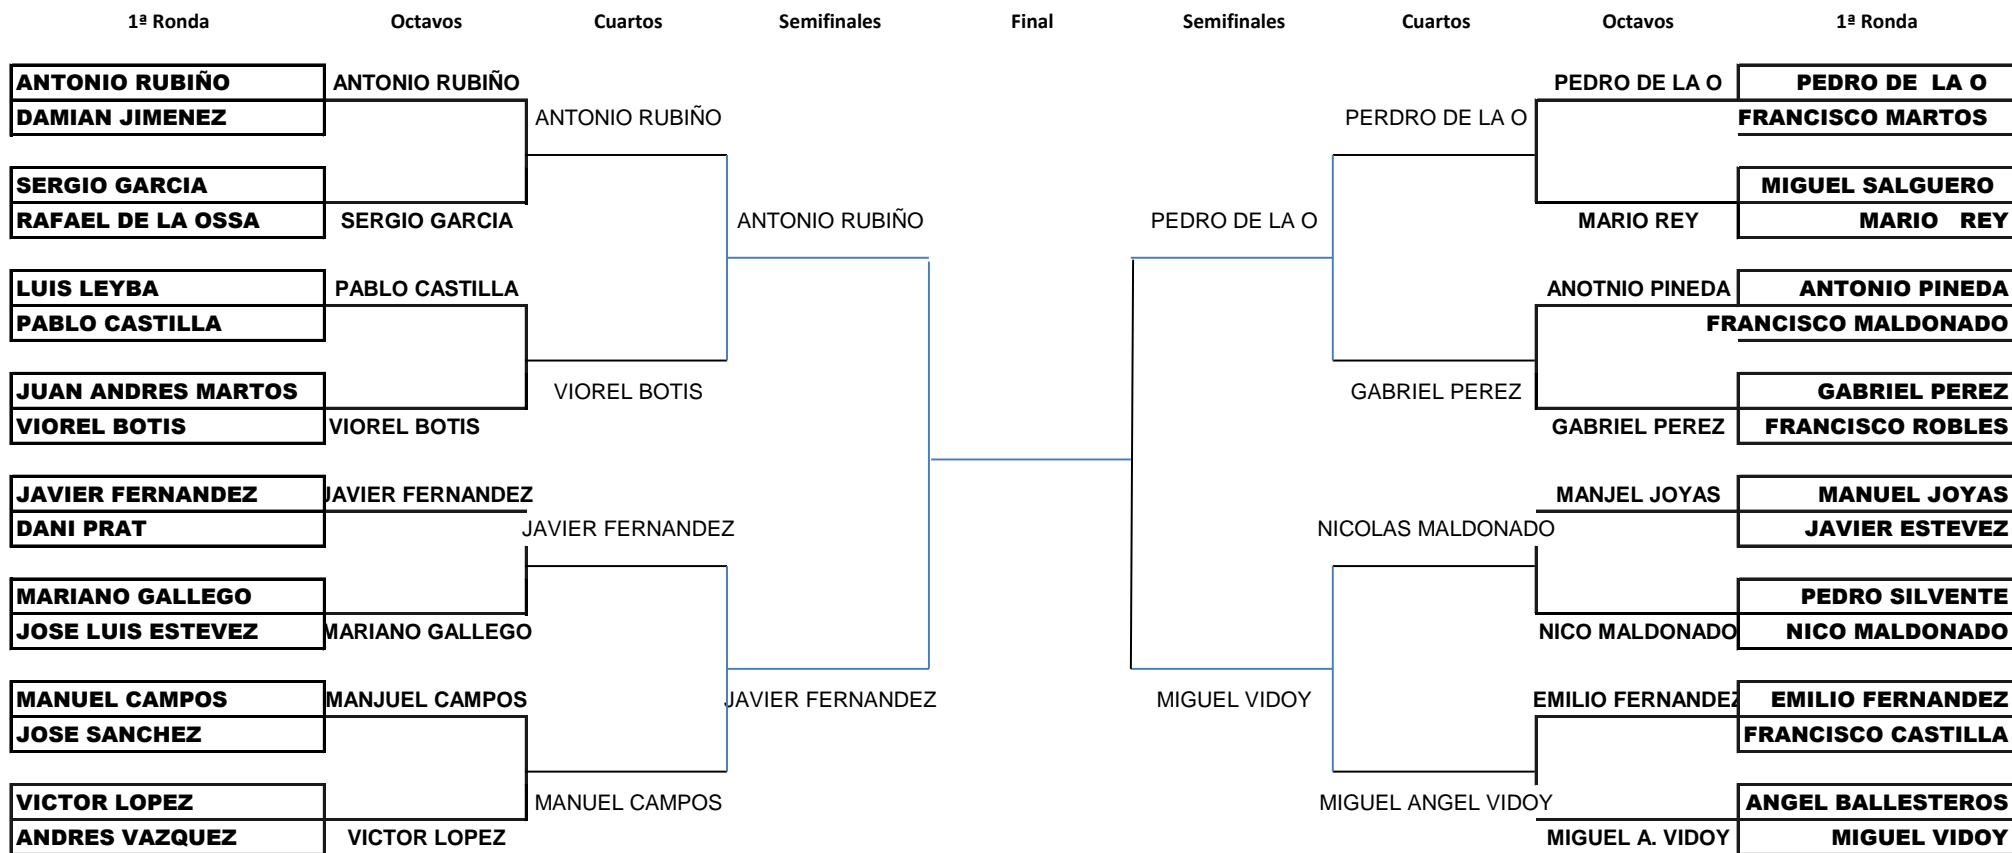 1ª Ronda Octavos Cuartos Semifinales Final Semifinales Cuartos Octavos 1ª Ronda
ANTONIO RUBIÑO ANTONIO RUBIÑO PEDRO DE LA O PEDRO DE LA O
DAMIAN JIMENEZ ANTONIO RUBIÑO PERDRO DE LA O FRANCISCO MARTOS
SERGIO GARCIA MIGUEL SALGUERO
RAFAEL DE LA OSSA SERGIO GARCIA ANTONIO RUBIÑO PEDRO DE LA O MARIO REY MARIO REY
LUIS LEYBA PABLO CASTILLA ANOTNIO PINEDA ANTONIO PINEDA
PABLO CASTILLA FRANCISCO MALDONADO
JUAN ANDRES MARTOS VIOREL BOTIS GABRIEL PEREZ GABRIEL PEREZ
VIOREL BOTIS VIOREL BOTIS GABRIEL PEREZ FRANCISCO ROBLES
JAVIER FERNANDEZ JAVIER FERNANDEZ MANJEL JOYAS MANUEL JOYAS
DANI PRAT JAVIER FERNANDEZ NICOLAS MALDONADO JAVIER ESTEVEZ
MARIANO GALLEGO PEDRO SILVENTE
JOSE LUIS ESTEVEZ MARIANO GALLEGO NICO MALDONADO NICO MALDONADO
MANUEL CAMPOS MANJUEL CAMPOS JAVIER FERNANDEZ MIGUEL VIDOY EMILIO FERNANDEZ EMILIO FERNANDEZ
JOSE SANCHEZ FRANCISCO CASTILLA
VICTOR LOPEZ MANUEL CAMPOS MIGUEL ANGEL VIDOY ANGEL BALLESTEROS
ANDRES VAZQUEZ VICTOR LOPEZ MIGUEL A. VIDOY MIGUEL VIDOY